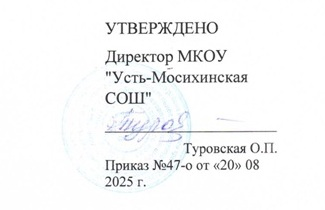 УТВЕРЖДЕНО
Директор МКОУ
"Усть-Мосихинская
СОШ"
Туровская О.П.
Приказ №47-о от «20» 08
2025 г.